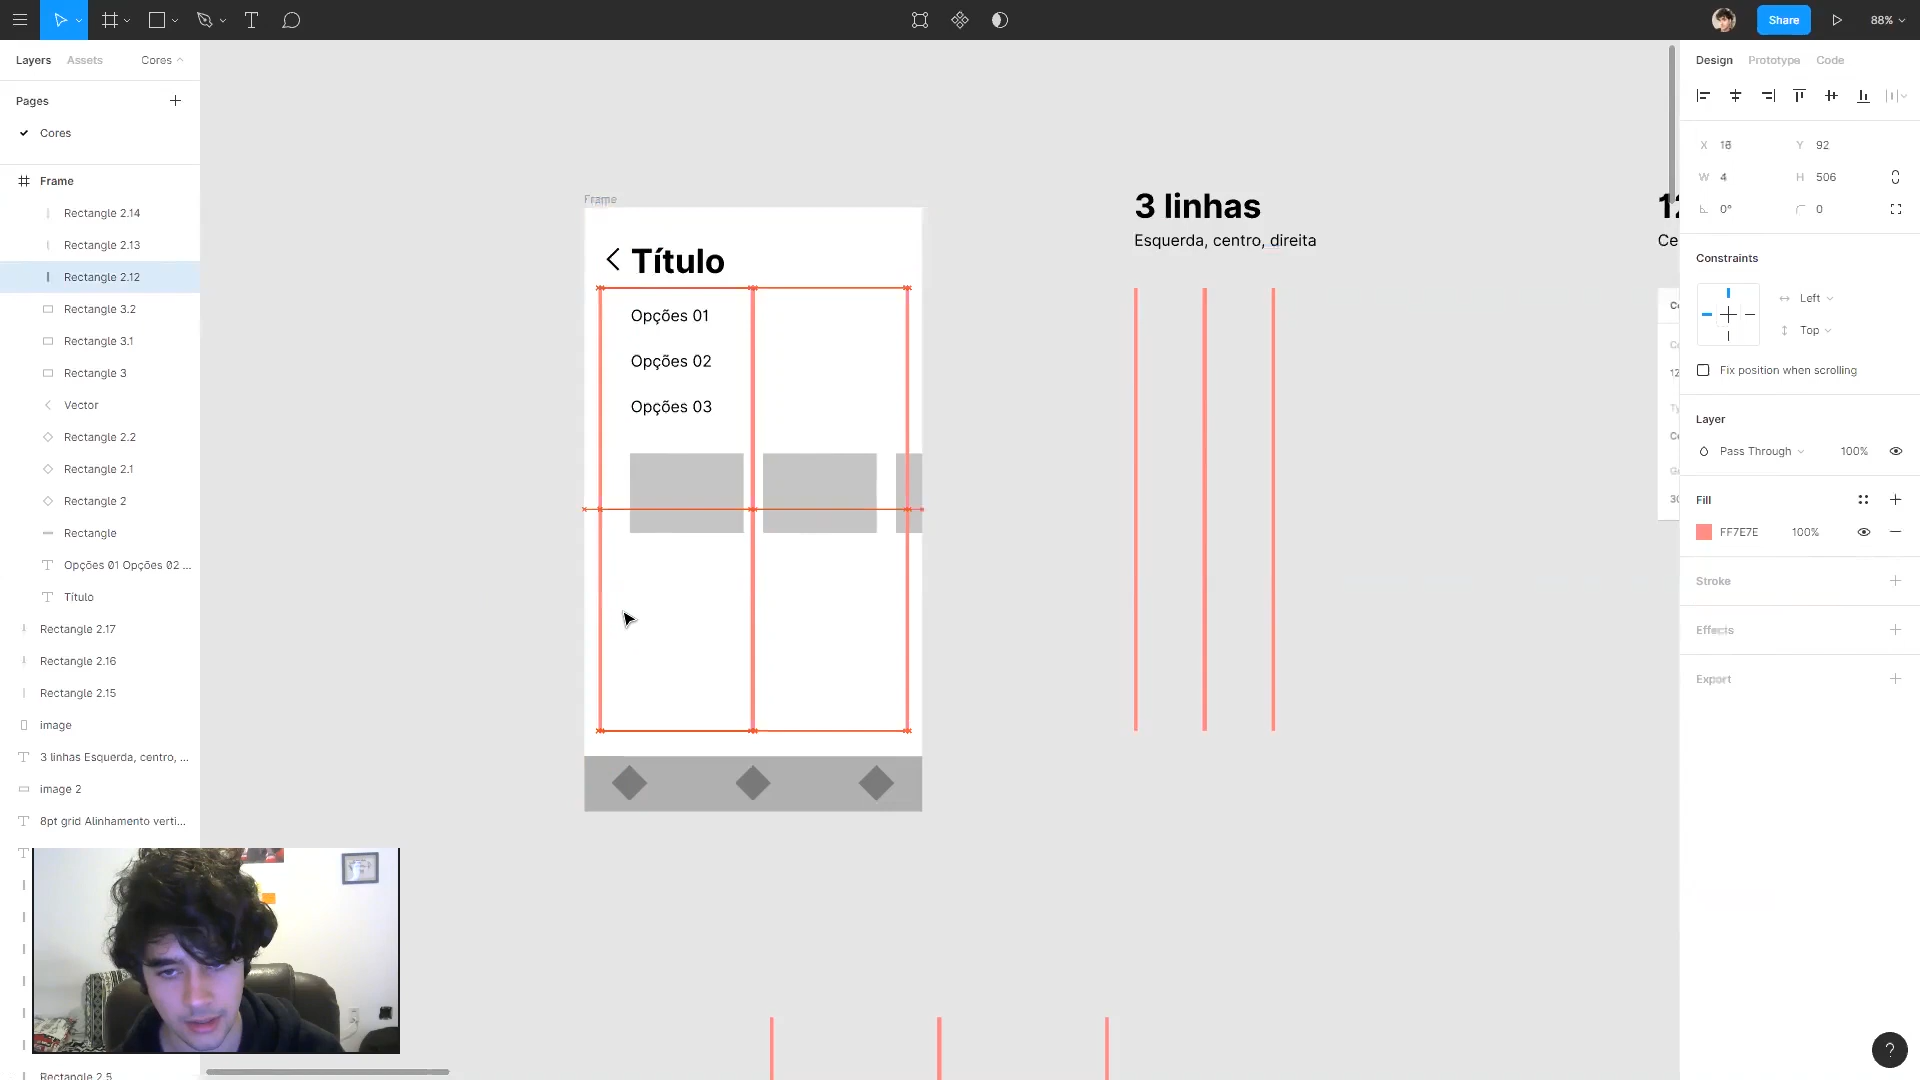 Share
88%
Layers
Assets
Cores
Design
Prototype
Code
Pages
Cores
Frame
Rectangle 2.14
Rectangle 2.13
Rectangle 2.12
Rectangle 3.2
Rectangle 3.1
Rectangle 3
Vector
Rectangle 2.2
Rectangle 2.1
Rectangle 2
Rectangle
Opções 01 Opções 02 ...
Título
Rectangle 2.17
Rectangle 2.16
Rectangle 2.15
image
3 linhas Esquerda, centro, ...
image 2
8pt grid Alinhamento verti...
Rectangle 2.5
Frame
Título
Opções 01
Opções 02
Opções 03
3 linhas
Esquerda, centro, direita
12
Ce
X 16 Y 92
W 4 H 506
0° 0
Constraints
Left
Top
Fix position when scrolling
Layer
Pass Through 100%
Fill
FF7E7E 100%
Stroke
Effects
Export
?